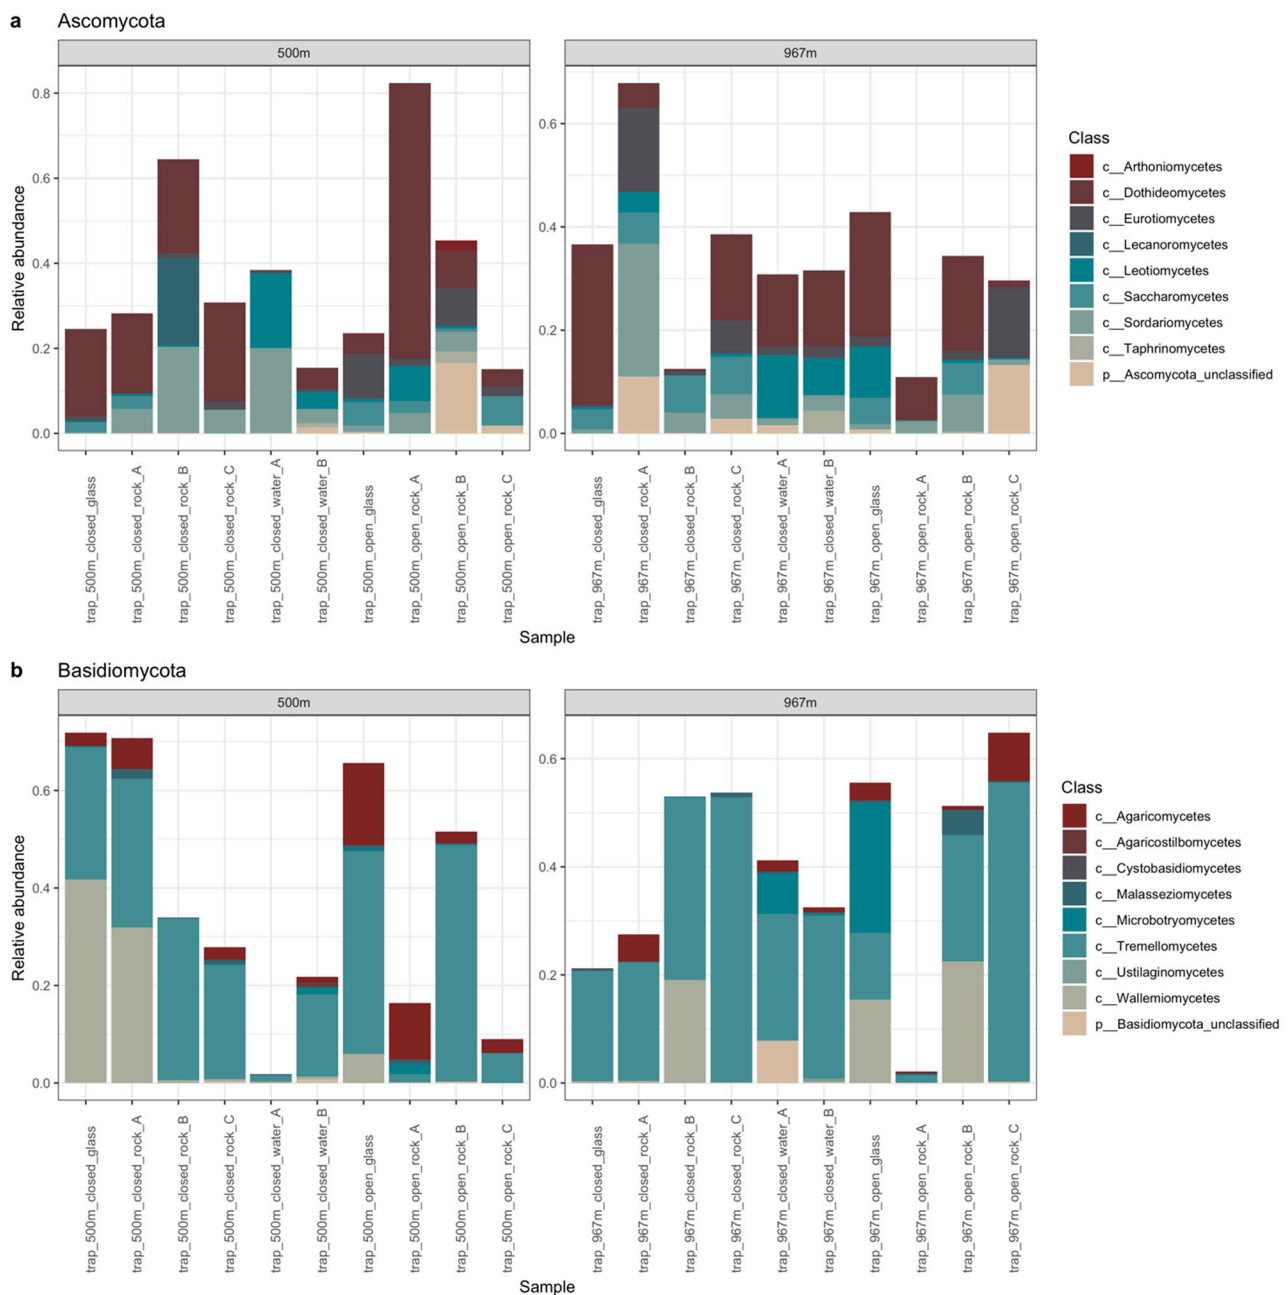 a Ascomycota
500m
967m
Relative abundance
0.8
0.6
0.4
0.2
0.0
0.6
0.4
0.2
0.0
trap_500m_closed_glass
trap_500m_closed_rock_A
trap_500m_closed_rock_B
trap_500m_closed_rock_C
trap_500m_closed_water_A
trap_500m_closed_water_B
trap_500m_open_glass
trap_500m_open_rock_A
trap_500m_open_rock_B
trap_500m_open_rock_C
trap_967m_closed_glass
trap_967m_closed_rock_A
trap_967m_closed_rock_B
trap_967m_closed_rock_C
trap_967m_closed_water_A
trap_967m_closed_water_B
trap_967m_open_glass
trap_967m_open_rock_A
trap_967m_open_rock_B
trap_967m_open_rock_C
Sample
Class
c__Arthoniomycetes
c__Dothideomycetes
c__Eurotiomycetes
c__Lecanoromycetes
c__Leotiomycetes
c__Saccharomycetes
c__Sordariomycetes
c__Taphrinomycetes
p__Ascomycota_unclassified
b Basidiomycota
500m
967m
Relative abundance
0.6
0.4
0.2
0.0
0.6
0.4
0.2
0.0
trap_500m_closed_glass
trap_500m_closed_rock_A
trap_500m_closed_rock_B
trap_500m_closed_rock_C
trap_500m_closed_water_A
trap_500m_closed_water_B
trap_500m_open_glass
trap_500m_open_rock_A
trap_500m_open_rock_B
trap_500m_open_rock_C
trap_967m_closed_glass
trap_967m_closed_rock_A
trap_967m_closed_rock_B
trap_967m_closed_rock_C
trap_967m_closed_water_A
trap_967m_closed_water_B
trap_967m_open_glass
trap_967m_open_rock_A
trap_967m_open_rock_B
trap_967m_open_rock_C
Sample
Class
c__Agaricomycetes
c__Agaricostilbomycetes
c__Cystobasidiomycetes
c__Malasseziomycetes
c__Microbotryomycetes
c__Tremellomycetes
c__Ustilaginomycetes
c__Wallemiomycetes
p__Basidiomycota_unclassified